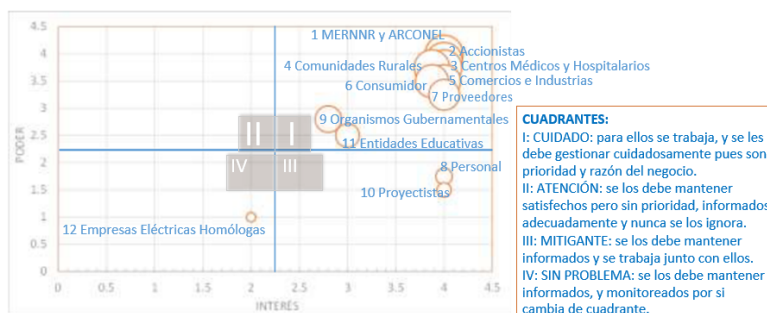 4.5
4
3.5
3
2.5
2
1.5
1
0.5
0
PODER
0
0.5
1
1.5
2
2.5
3
3.5
4
4.5
INTERÉS
1 MERNNR y ARCONEL
2 Accionistas
4 Comunidades Rurales
3 Centros Médicos y Hospitalarios
5 Comercios e Industrias
6 Consumidor
7 Proveedores
9 Organismos Gubernamentales
11 Entidades Educativas
8 Personal
10 Proyectistas
12 Empresas Eléctricas Homólogas
II
I
IV
III
CUADRANTES:
I: CUIDADO: para ellos se trabaja, y se les
debe gestionar cuidadosamente pues son
prioridad y razón del negocio.
II: ATENCIÓN: se los debe mantener
satisfechos pero sin prioridad, informados
adecuadamente y nunca se los ignora.
III: MITIGANTE: se los debe mantener
informados y se trabaja junto con ellos.
IV: SIN PROBLEMA: se los debe mantener
informados, y monitoreados por si
cambia de cuadrante.